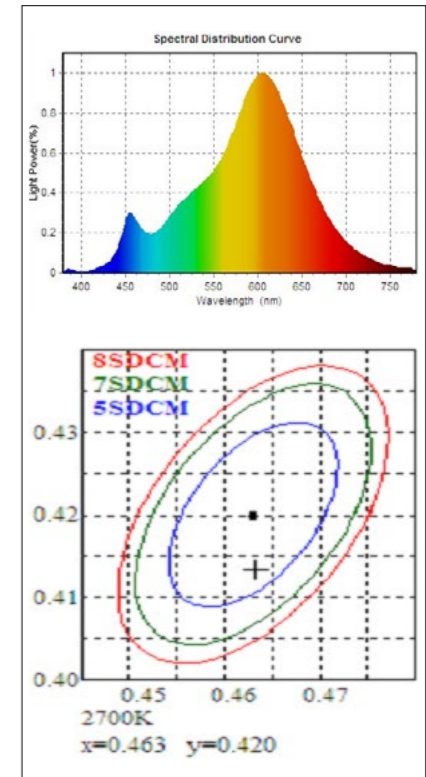 Spectral Distribution Curve
Light Power(%)
1
0.8
0.6
0.4
0.2
0
400 450 500 550 600 650 700 750
Wavelength (nm)
8SDCM
7SDCM
5SDCM
0.43
0.42
0.41
0.40
0.45 0.46 0.47
2700K
x=0.463 y=0.420